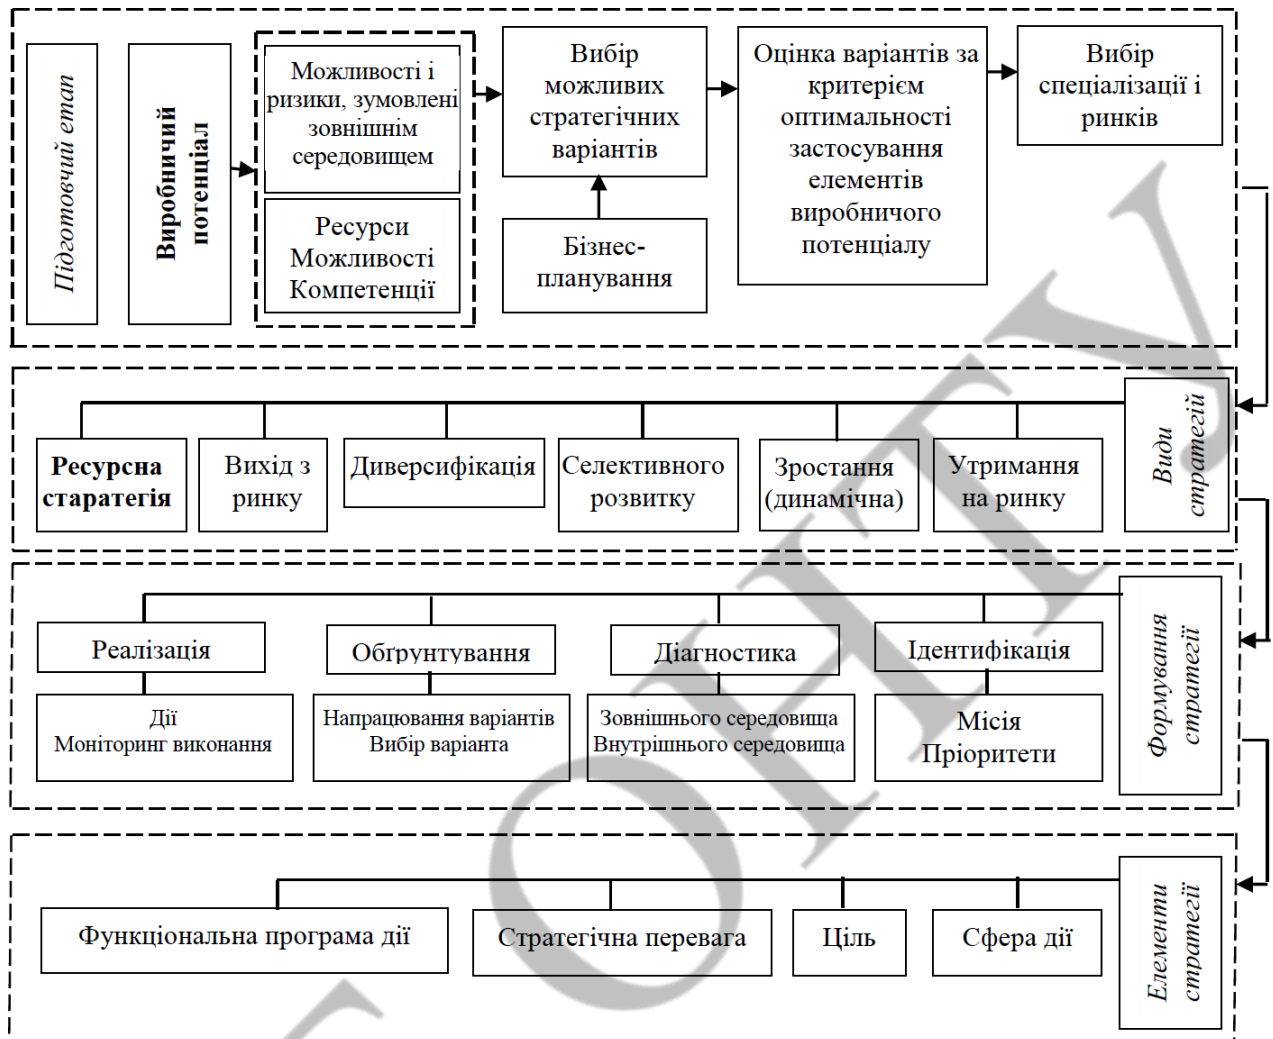 Підготовчий етап
Виробничий
потенціал
Можливості і
ризики, зумовлені
зовнішнім
середовищем
Ресурси
Можливості
Компетенції
Вибір
можливих
стратегічних
варіантів
Бізнес-
планування
Оцінка варіантів за
критерієм
оптимальності
застосування
елементів
виробничого
потенціалу
Вибір
спеціалізації і
ринків
Види
стратегій
Ресурсна
старатегія
Вихід з
ринку
Диверсифікація
Селективного
розвитку
Зростання
(динамічна)
Утримання
на ринку
Формування
стратегії
Реалізація
Обґрунтування
Діагностика
Ідентифікація
Дії
Моніторинг виконання
Напрацювання варіантів
Вибір варіанта
Зовнішнього середовища
Внутрішнього середовища
Місія
Пріоритети
Елементи
стратегії
Функціональна програма дії
Стратегічна перевага
Ціль
Сфера дії
ОНТУ